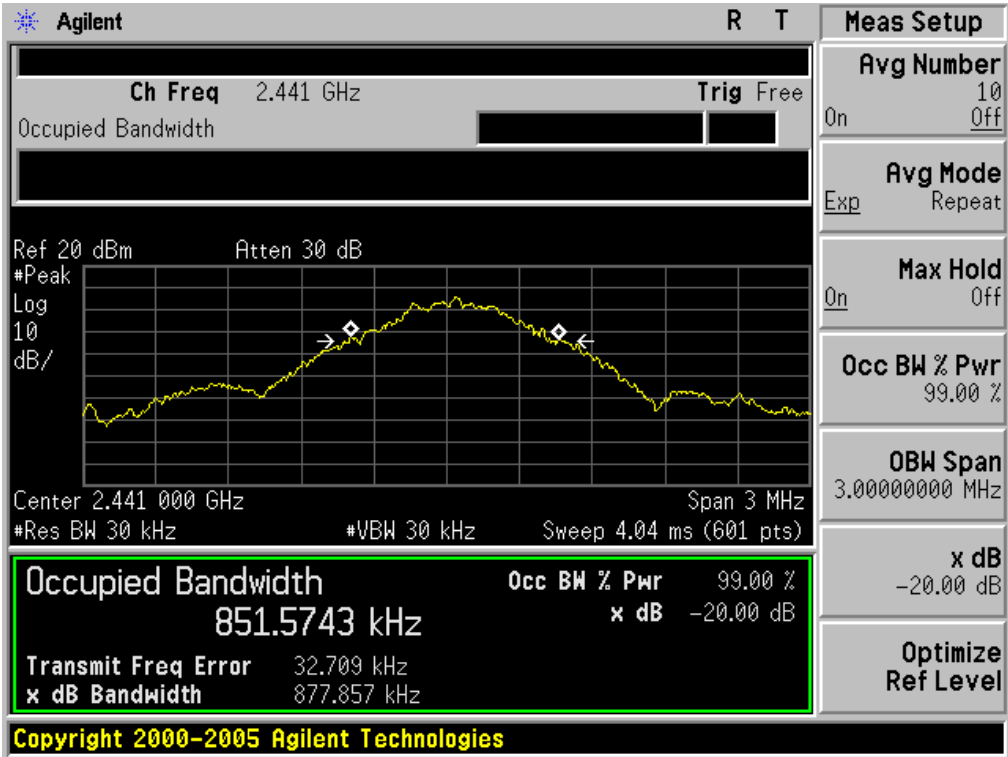 Agilent R T
Ch Freq 2.441 GHz Trig Free
Occupied Bandwidth
Ref 20 dBm Atten 30 dB
#Peak
Log
10
dB/
Center 2.441 000 GHz Span 3 MHz
#Res BW 30 kHz #VBW 30 kHz Sweep 4.04 ms (601 pts)
Occupied Bandwidth Occ BW % Pwr 99.00 %
851.5743 kHz x dB -20.00 dB
Transmit Freq Error 32.709 kHz
x dB Bandwidth 877.857 kHz
Copyright 2000-2005 Agilent Technologies
Meas Setup
Avg Number
10
On Off
Avg Mode
Exp Repeat
Max Hold
On Off
Occ BW % Pwr
99.00 %
OBW Span
3.00000000 MHz
x dB
-20.00 dB
Optimize
Ref Level